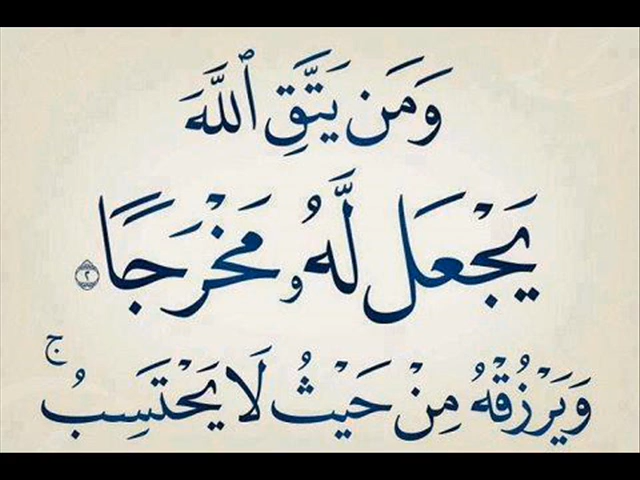 وَمَن يَتَّقِ ٱللَّهَ
يَجْعَل لَّهُۥ مَخْرَجًا ٢
وَيَرْزُقْهُ مِنْ حَيْثُ لَا يَحْتَسِبُ ۚ